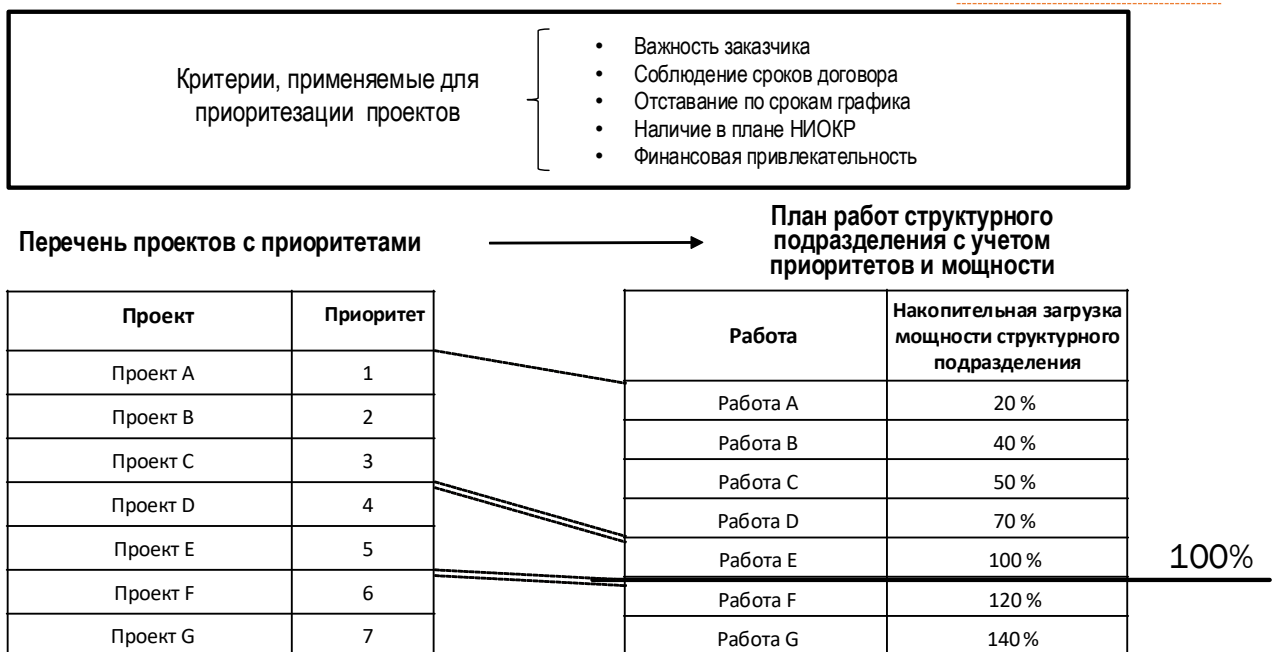 Критерии, применяемые для
приоритезации проектов
• Важность заказчика
• Соблюдение сроков договора
• Отставание по срокам графика
• Наличие в плане НИОКР
• Финансовая привлекательность
Перечень проектов с приоритетами
План работ структурного
подразделения с учетом
приоритетов и мощности
Проект Приоритет
Проект A 1
Проект B 2
Проект C 3
Проект D 4
Проект E 5
Проект F 6
Проект G 7
Работа
Накопительная загрузка
мощности структурного
подразделения
Работа A 20 %
Работа B 40 %
Работа C 50 %
Работа D 70 %
Работа E 100 %
Работа F 120 %
Работа G 140 %
100%